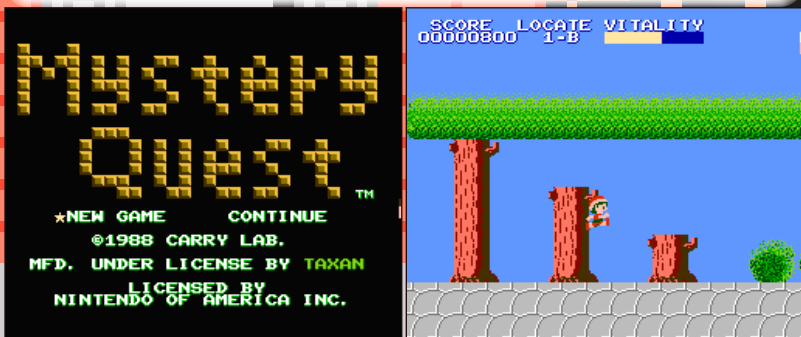 Mystery
Quest
TM
★NEW GAME CONTINUE
©1988 CARRY LAB.
MFD. UNDER LICENSE BY TAXAN
LICENSED BY
NINTENDO OF AMERICA INC.
SCORE LOCATE VITALITY
00000800 1-B